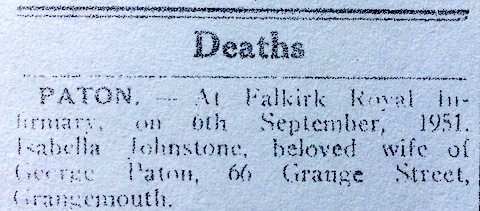 Deaths
PATON. — At Falkirk Royal In-
firmary, on 6th September, 1951.
Isabella Johnstone, beloved wife of
George Paton, 66 Grange Street,
Grangemouth.